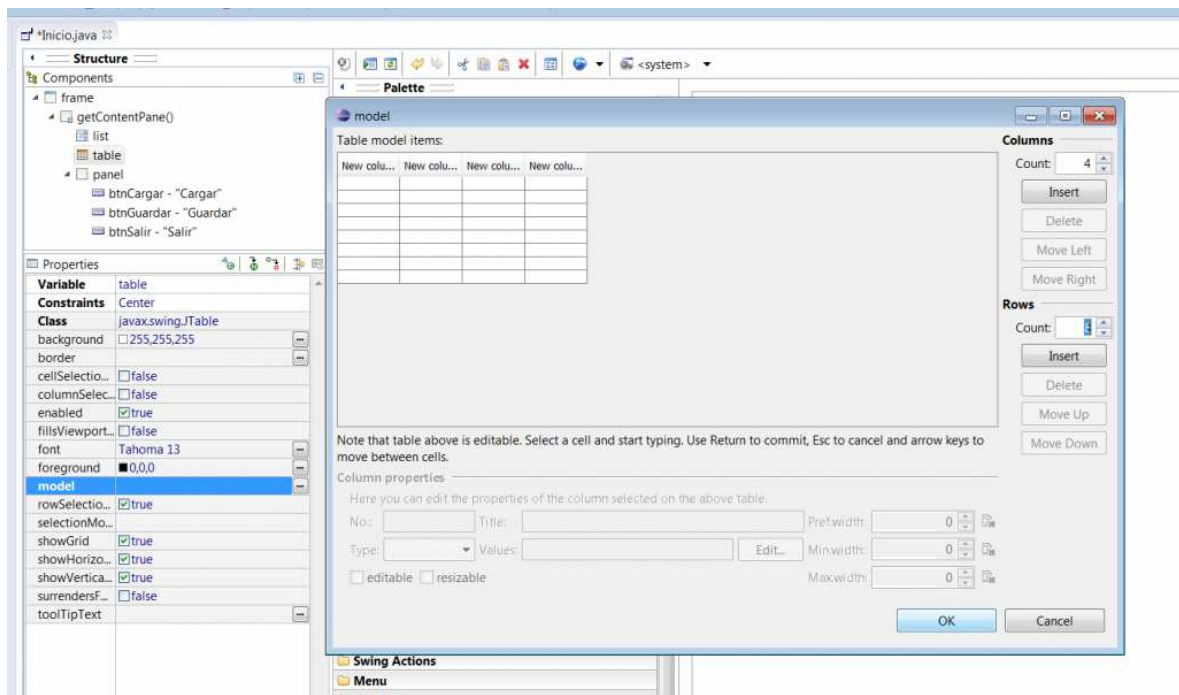 *Inicio.java
Structure
Components
frame
getContentPane()
list
table
panel
btnCargar - "Cargar"
btnGuardar - "Guardar"
btnSalir - "Salir"
Properties
Variable table
Constraints Center
Class javax.swing.JTable
background 255,255,255
border
cellSelectio... false
columnSelec... false
enabled true
fillsViewport... false
font Tahoma 13
foreground 0,0,0
model
rowSelectio... true
selectionMo...
showGrid true
showHorizo... true
showVertica... true
surrendersF... false
toolTipText
<system>
Palette
model
Table model items:
New colu... New colu... New colu... New colu...
Columns
Count: 4
Insert
Delete
Move Left
Move Right
Rows
Count:
Insert
Delete
Move Up
Move Down
Note that table above is editable. Select a cell and start typing. Use Return to commit, Esc to cancel and arrow keys to
move between cells.
Column properties
Here you can edit the properties of the column selected on the above table.
No.: Title: Pref.width: 0
Type: Values: Edit... Min.width: 0
editable resizable Max.width: 0
OK Cancel
Swing Actions
Menu